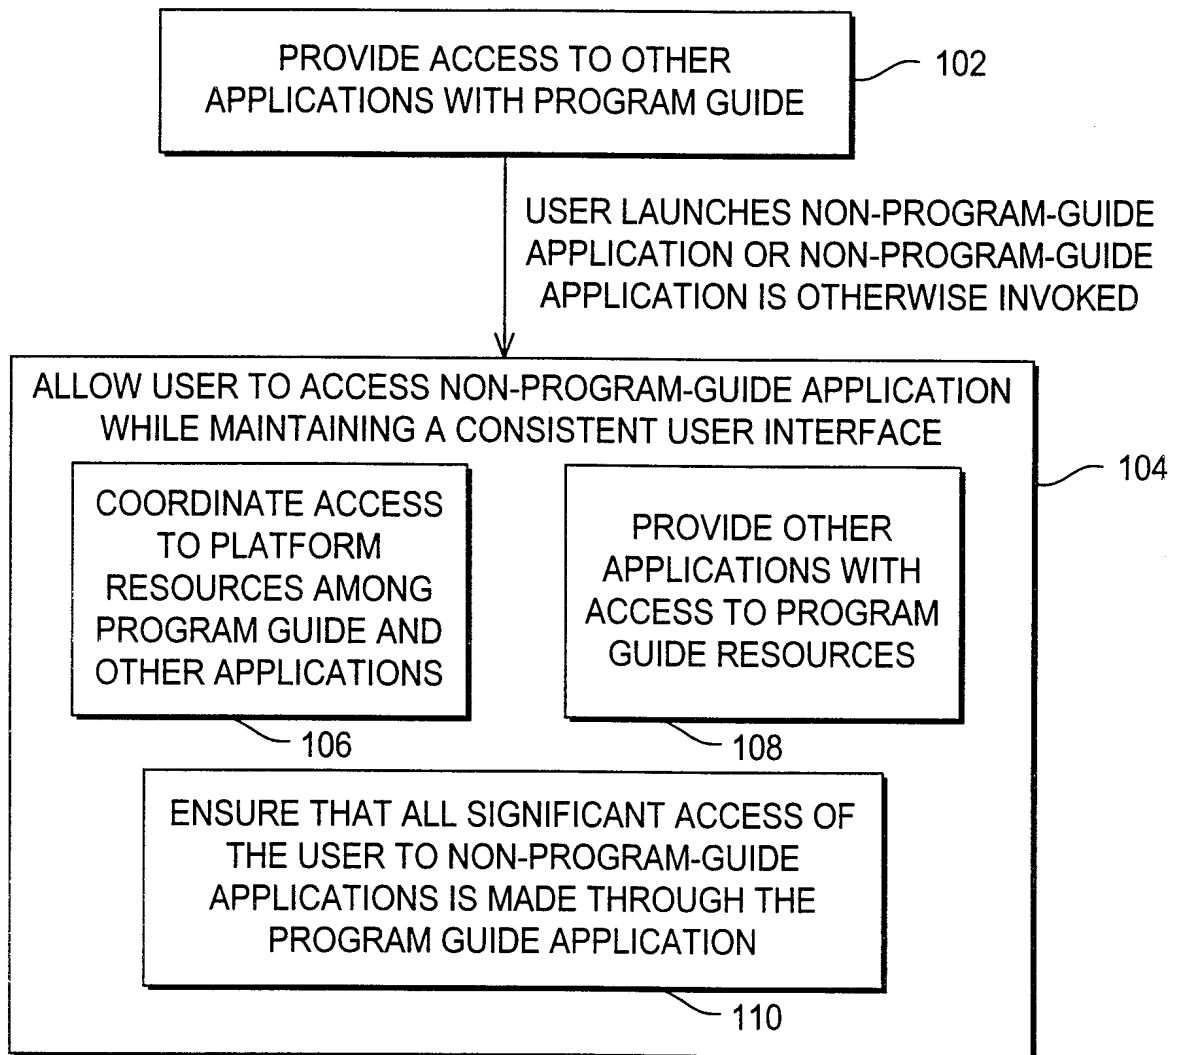 PROVIDE ACCESS TO OTHER
APPLICATIONS WITH PROGRAM GUIDE
102
USER LAUNCHES NON-PROGRAM-GUIDE
APPLICATION OR NON-PROGRAM-GUIDE
APPLICATION IS OTHERWISE INVOKED
ALLOW USER TO ACCESS NON-PROGRAM-GUIDE APPLICATION
WHILE MAINTAINING A CONSISTENT USER INTERFACE
104
COORDINATE ACCESS
TO PLATFORM
RESOURCES AMONG
PROGRAM GUIDE AND
OTHER APPLICATIONS
106
PROVIDE OTHER
APPLICATIONS WITH
ACCESS TO PROGRAM
GUIDE RESOURCES
108
ENSURE THAT ALL SIGNIFICANT ACCESS OF
THE USER TO NON-PROGRAM-GUIDE
APPLICATIONS IS MADE THROUGH THE
PROGRAM GUIDE APPLICATION
110